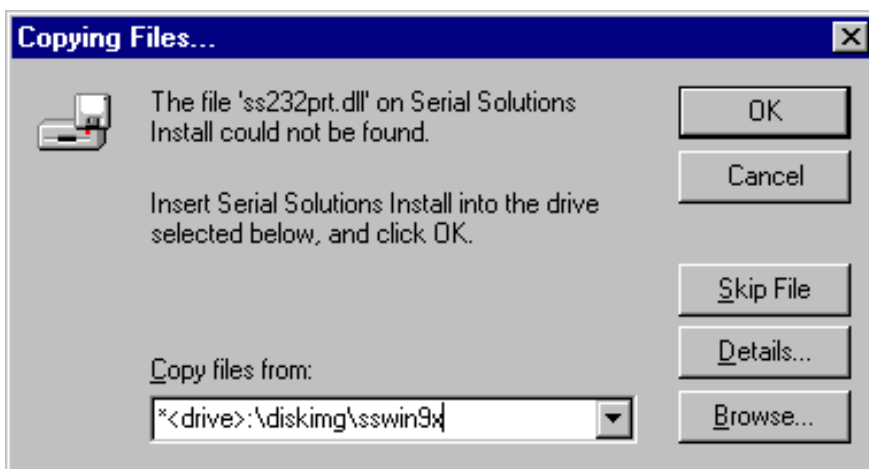 Copying Files...
The file 'ss232prt.dll' on Serial Solutions
Install could not be found.
Insert Serial Solutions Install into the drive
selected below, and click OK.
Copy files from:
*<drive>:\diskimg\sswin9x
OK
Cancel
Skip File
Details...
Browse...